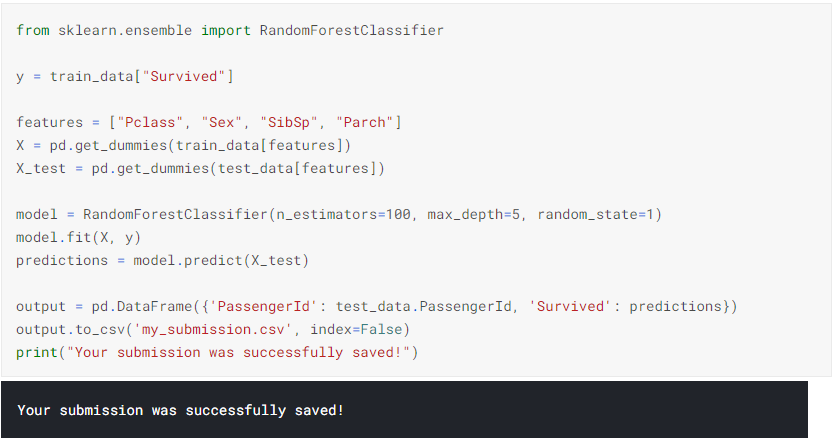 from sklearn.ensemble import RandomForestClassifier
y = train_data["Survived"]
features = ["Pclass", "Sex", "SibSp", "Parch"]
X = pd.get_dummies(train_data[features])
X_test = pd.get_dummies(test_data[features])
model = RandomForestClassifier(n_estimators=100, max_depth=5, random_state=1)
model.fit(X, y)
predictions = model.predict(X_test)
output = pd.DataFrame({'PassengerId': test_data.PassengerId, 'Survived': predictions})
output.to_csv('my_submission.csv', index=False)
print("Your submission was successfully saved!")
Your submission was successfully saved!